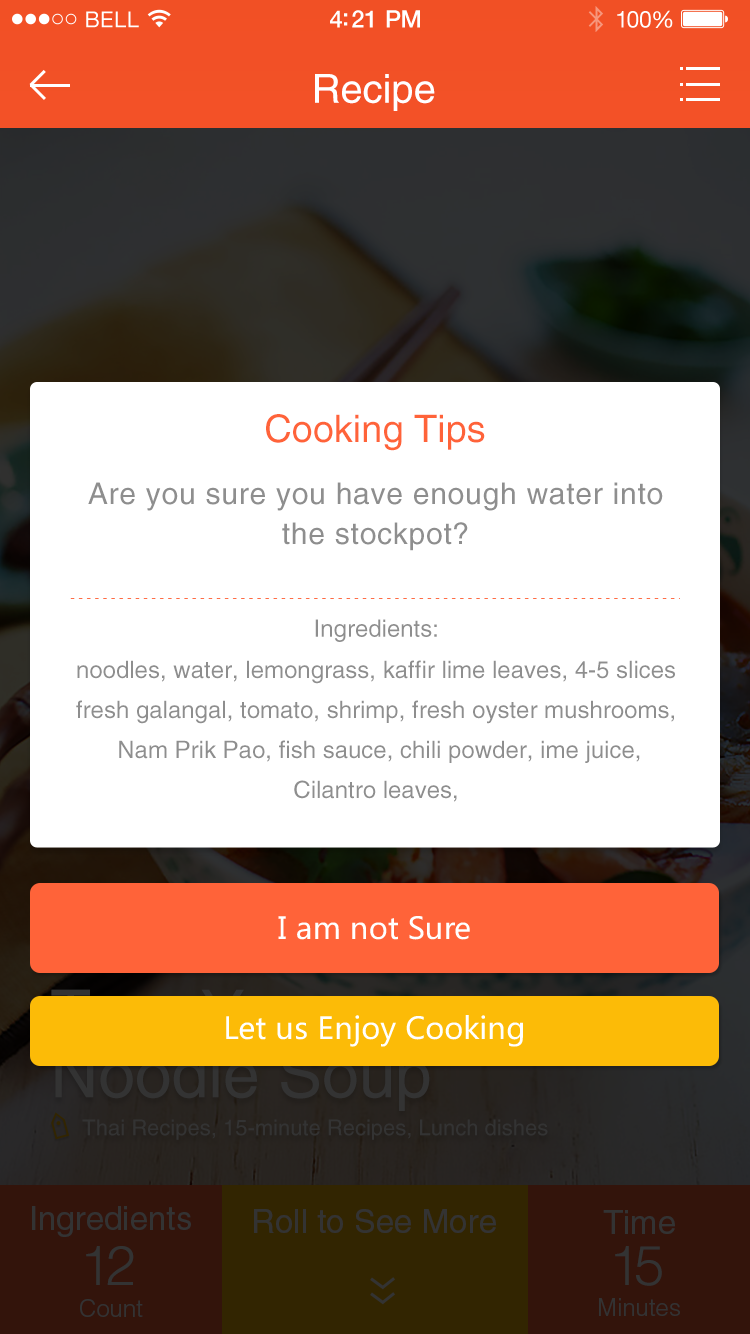 BELL 4:21 PM 100%
Recipe
Cooking Tips
Are you sure you have enough water into
the stockpot?
Ingredients:
noodles, water, lemongrass, kaffir lime leaves, 4-5 slices
fresh galangal, tomato, shrimp, fresh oyster mushrooms,
Nam Prik Pao, fish sauce, chili powder, ime juice,
Cilantro leaves,
I am not Sure
Let us Enjoy Cooking
Noodle Soup
Thai Recipes, 15-minute Recipes, Lunch dishes
Ingredients Roll to See More Time
12 15
Count Minutes